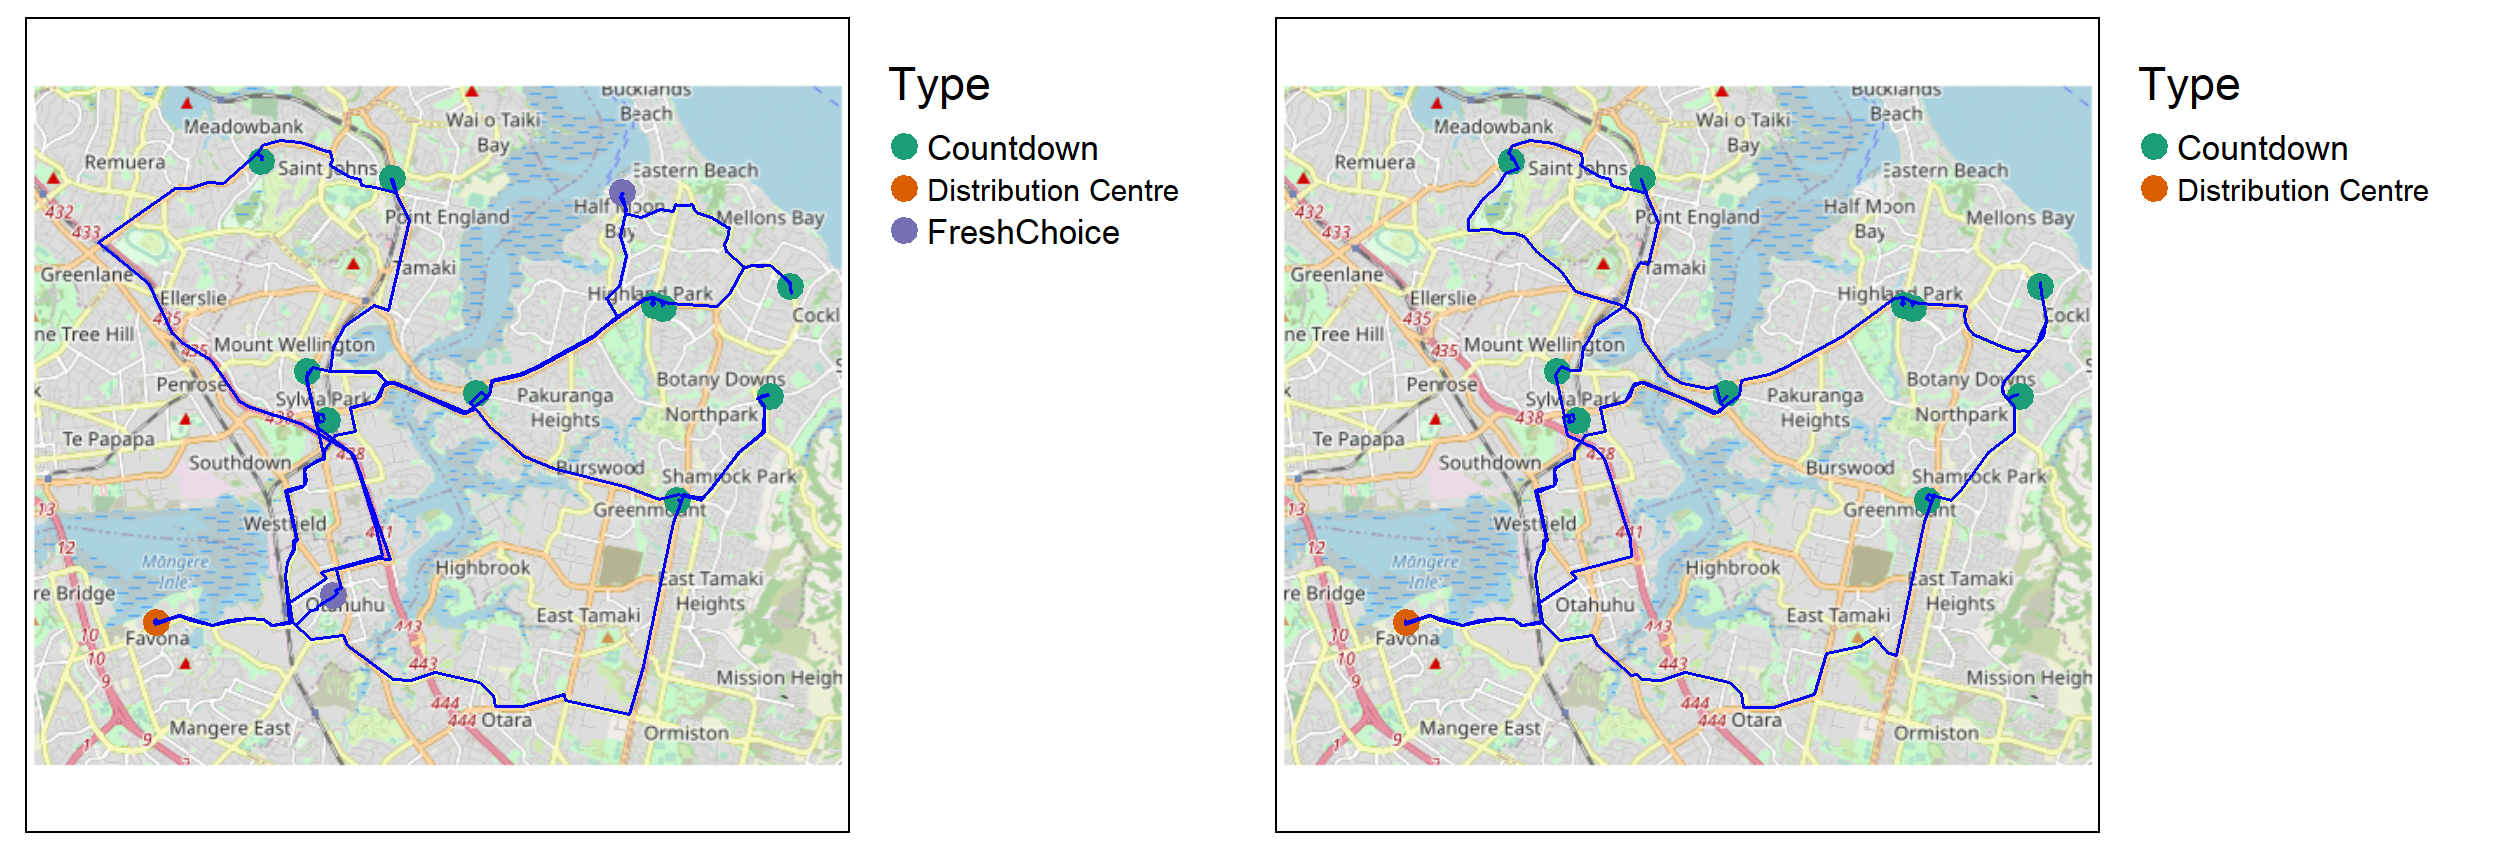 Bucklands
Beach
Wai o Taiki
Bay
Meadowbank
Remuera
Saint Johns
Eastern Beach
432
433
Point England
Half Moon
Bay
Mellons Bay
Greenlane
Tamaki
Ellerslie
Highland Park
435
Cockl
ne Tree Hill
435
Mount Wellington
Penrose
Botany Downs
Sylvia Park
Pakuranga
Heights
Northpark
438
Te Papapa
438
Southdown
Burswood
Shamrock Park
13
Greenmount
Westfield
441
12
Māngere
Inle
Highbrook
East Tamaki
Heights
re Bridge
Otahuhu
East Tamaki
10
Favona
443
10
443
9
Mission Heigh
444
444
Otara
Mangere East
Ormiston
1
9
Type
Countdown
Distribution Centre
FreshChoice
Bucklands
Beach
Wai o Taiki
Bay
Meadowbank
Remuera
Saint Johns
Eastern Beach
432
433
Point England
Half Moon
Bay
Mellons Bay
Greenlane
Tamaki
Ellerslie
Highland Park
435
Cockl
ne Tree Hill
435
Mount Wellington
Penrose
Botany Downs
Sylvia Park
Pakuranga
Heights
Northpark
438
Te Papapa
438
Southdown
Burswood
Shamrock Park
13
Greenmount
Westfield
441
12
Māngere
Inle
Highbrook
East Tamaki
Heights
re Bridge
Otahuhu
East Tamaki
10
Favona
443
10
443
9
Mission Heigh
444
444
Otara
Mangere East
Ormiston
1
9
Type
Countdown
Distribution Centre